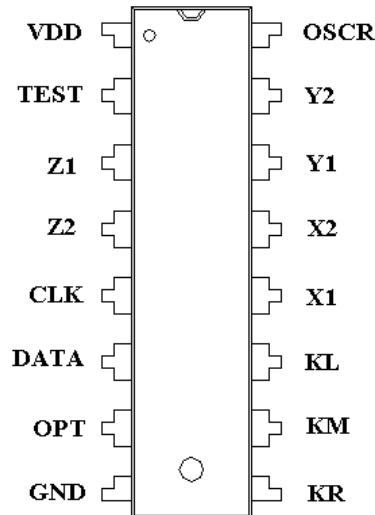 VDD OSCR
TEST Y2
Z1 Y1
Z2 X2
CLK X1
DATA KL
OPT KM
GND KR